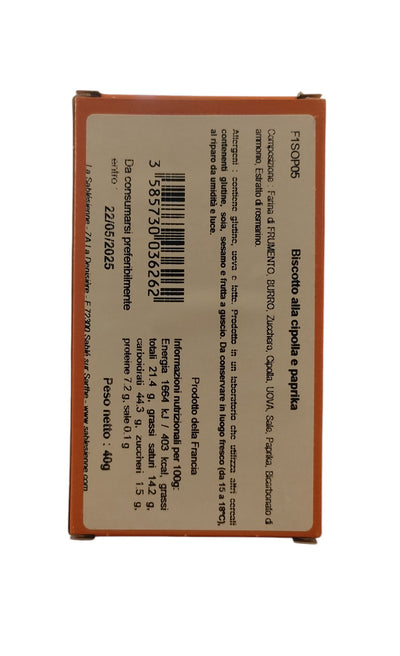 F1SOP05
Biscotto alla cipolla e paprika
Composizione : Farina di FRUMENTO, BURRO, Zucchero, Cipolla, UOVA, Sale, Paprika, Bicarbonato di
ammonio, Estratto di rosmarino.
Allergeni : contiene glutine, uova e latte. Prodotto in un laboratorio che utilizza altri cereali
contenenti glutine, soia, sesamo e frutta a guscio. Da conservare in luogo fresco (da 15 a 18°C),
al riparo da umidità e luce.
3 585730 036262
Da consumarsi preferibilmente
entro :
22/05/2025
Prodotto della Francia
Informazioni nutrizionali per 100g:
Energia 1664 kJ / 403 kcal, grassi
totali 21.4 g, grassi saturi 14.2 g,
carboidrati 44.3 g, zuccheri 1.5 g,
proteine 7.2 g, sale 0.1 g
Peso netto : 40g
La Sablésienne - ZA La Denisière - F 72300 Sablé sur Sarthe - www.sablesienne.com